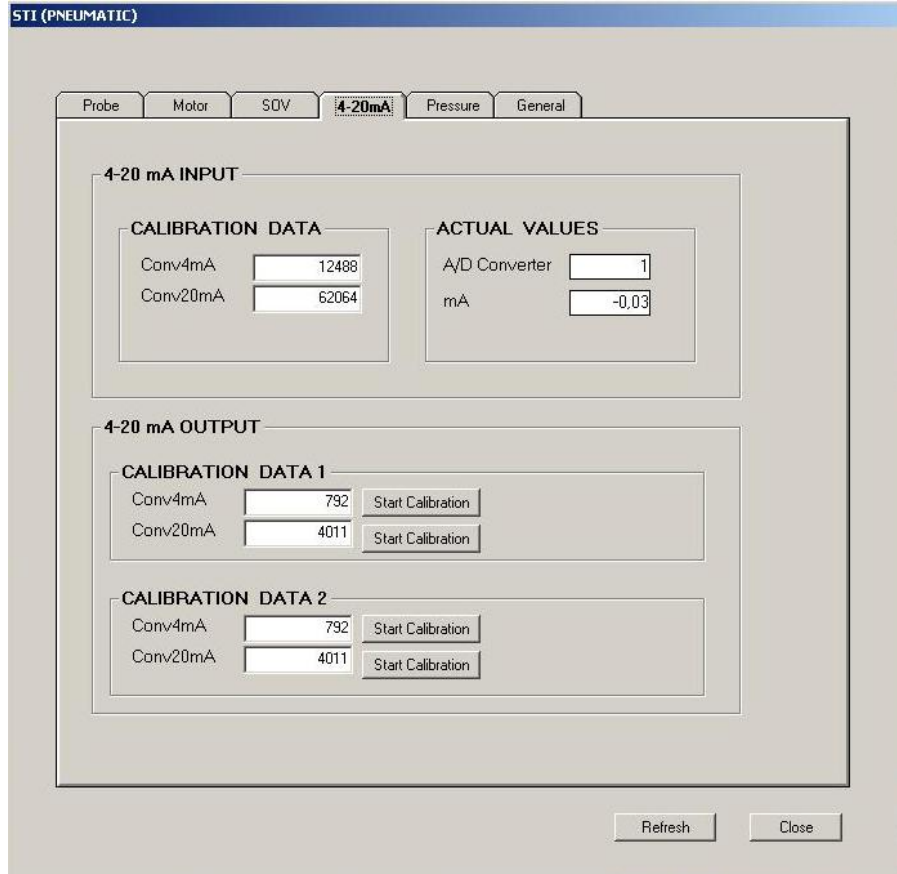 STI (PNEUMATIC)
Probe Motor SOV 4-20mA Pressure General
4-20 mA INPUT
CALIBRATION DATA
Conv4mA 12488
Conv20mA 62064
ACTUAL VALUES
A/D Converter 1
mA -0,03
4-20 mA OUTPUT
CALIBRATION DATA 1
Conv4mA 792 Start Calibration
Conv20mA 4011 Start Calibration
CALIBRATION DATA 2
Conv4mA 792 Start Calibration
Conv20mA 4011 Start Calibration
Refresh Close